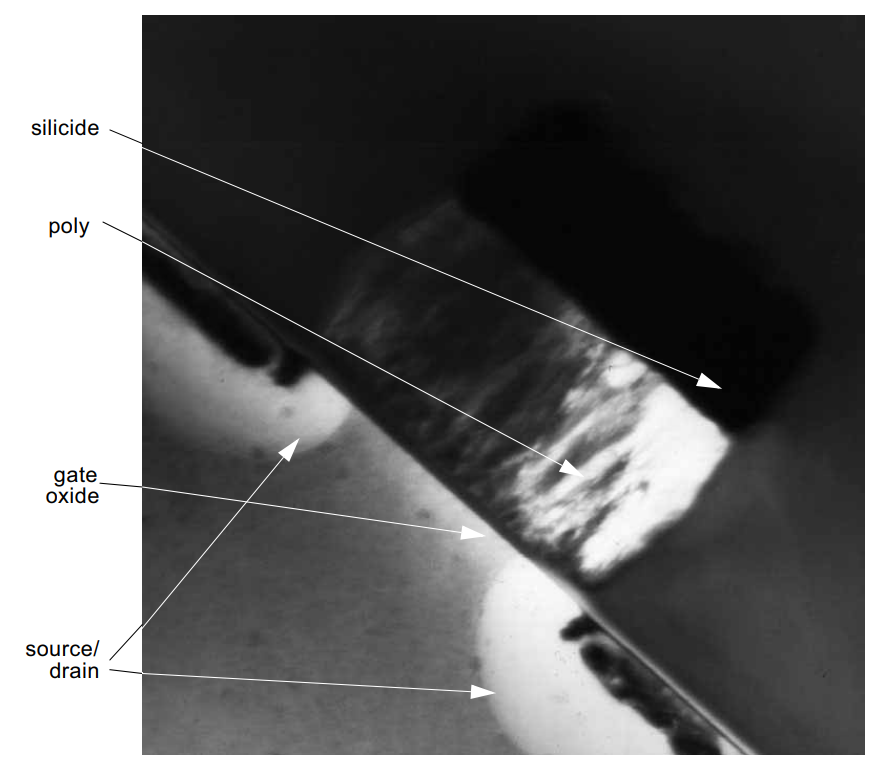 silicide
poly
gate
oxide
source/
drain